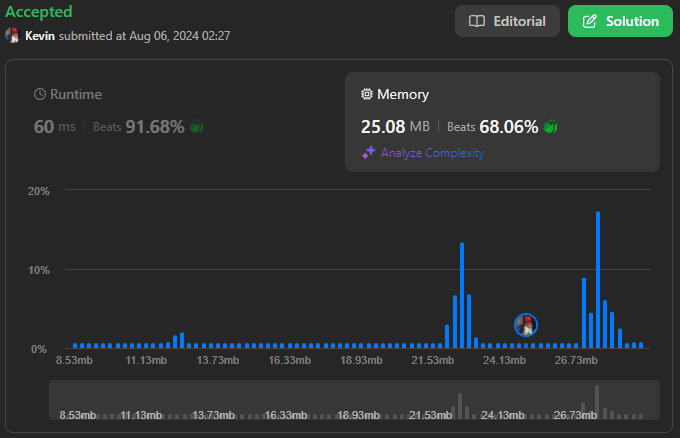 Accepted
Kevin submitted at Aug 06, 2024 02:27
Editorial
Solution
Runtime
60 ms Beats 91.68%
Memory
25.08 MB Beats 68.06%
Analyze Complexity
20%
10%
0%
8.53mb 11.13mb 13.73mb 16.33mb 18.93mb 21.53mb 24.13mb 26.73mb
8.53mb 11.13mb 13.73mb 16.33mb 18.93mb 21.53mb 24.13mb 26.73mb